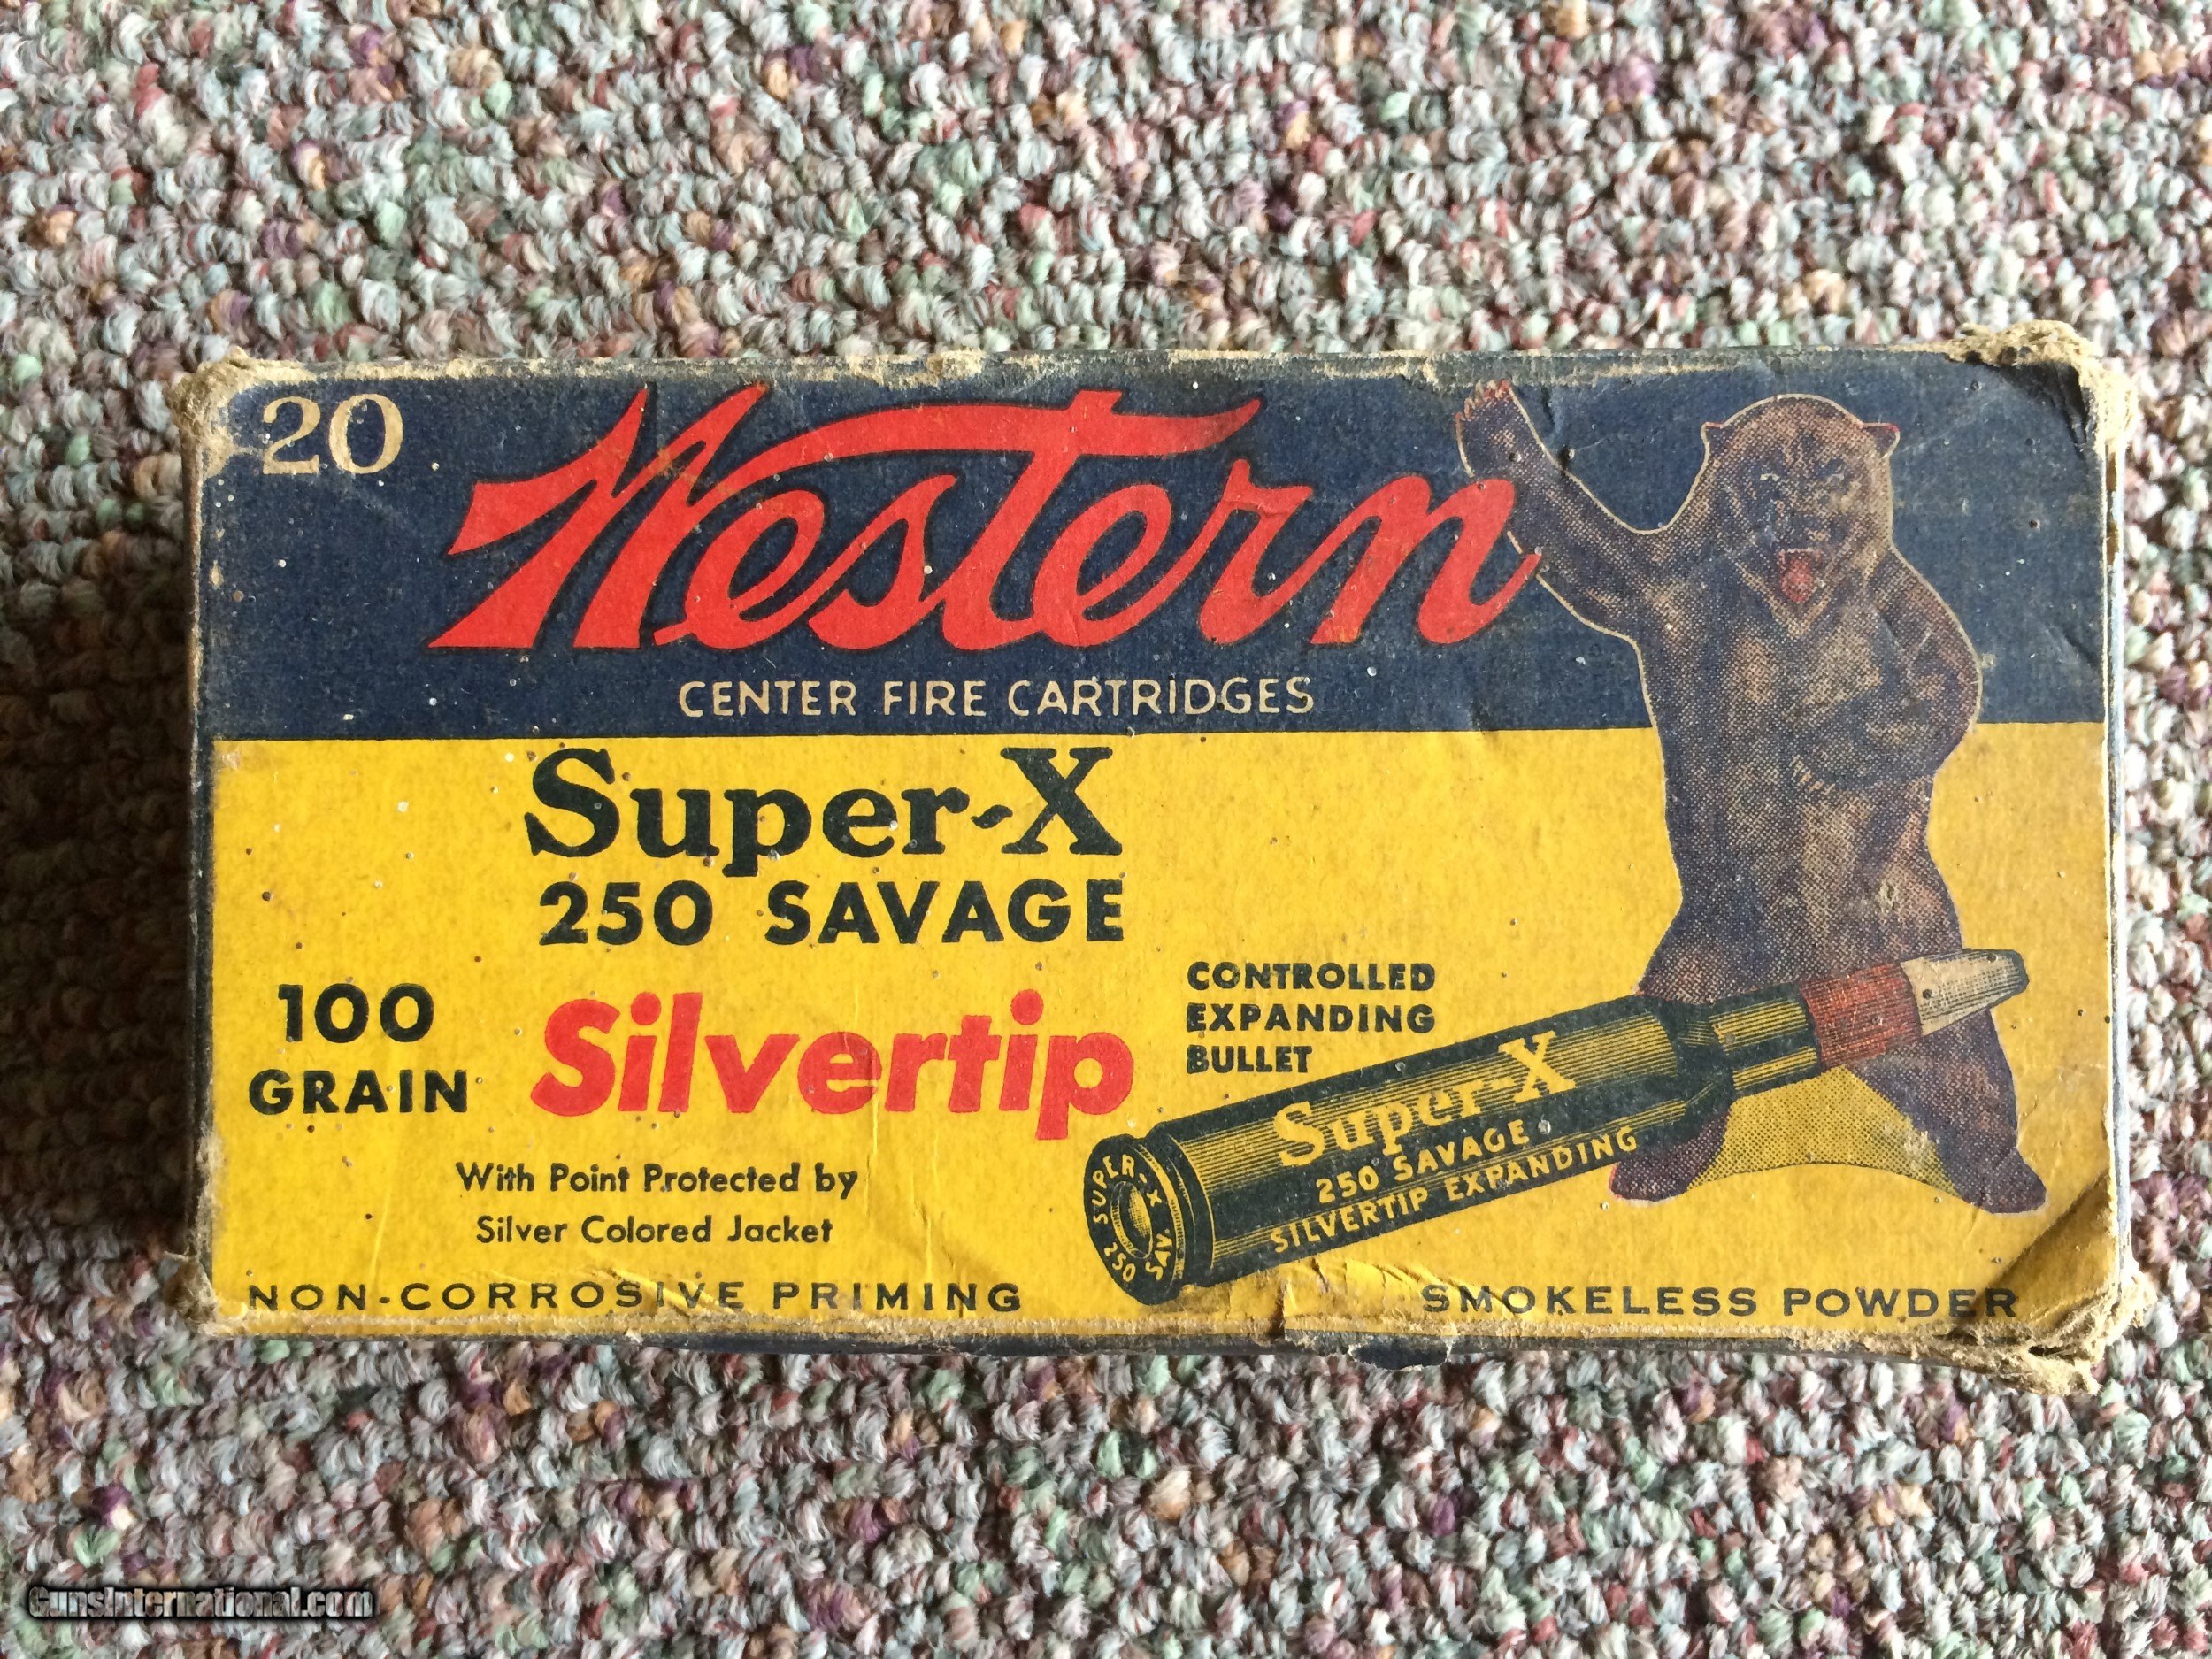 20
Western
CENTER FIRE CARTRIDGES
Super-X
250 SAVAGE
100
GRAIN
Silvertip
CONTROLLED
EXPANDING
BULLET
With Point Protected by
Silver Colored Jacket
Super-X
250 SAVAGE
SILVERTIP EXPANDING
SUPER-X
250 SAV.
NON-CORROSIVE PRIMING
SMOKELESS POWDER
GunsInternational.com